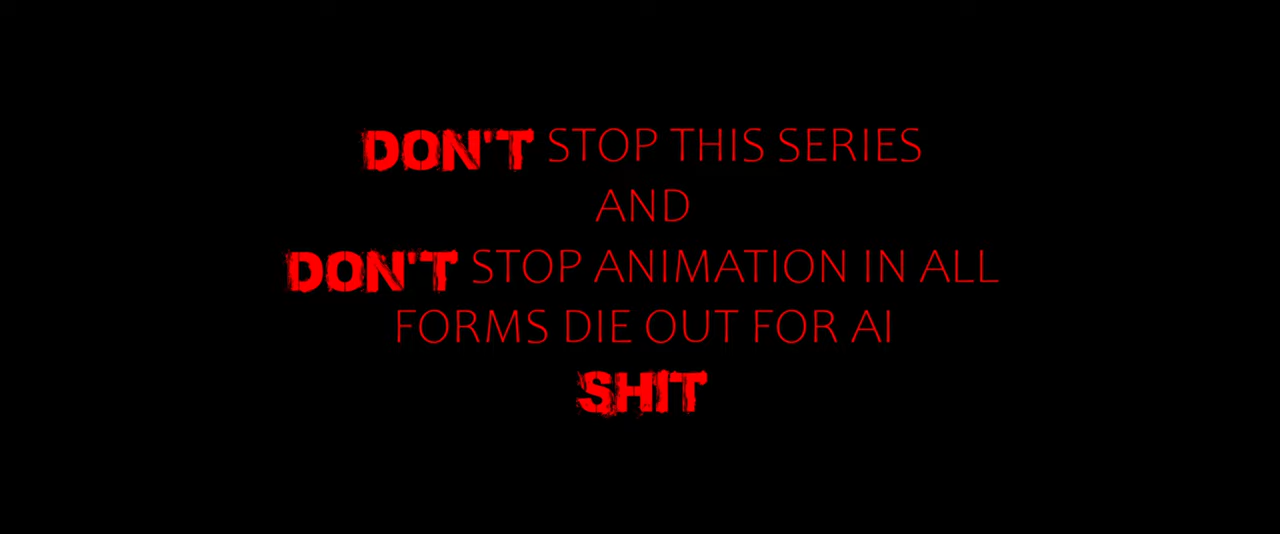 DON'T STOP THIS SERIES
AND
DON'T STOP ANIMATION IN ALL
FORMS DIE OUT FOR AI
SHIT